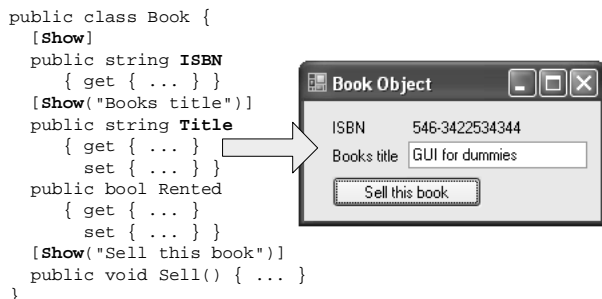 public class Book {
[Show]
public string ISBN
{ get { ... } }
[Show("Books title")]
public string Title
{ get { ... }
set { ... } }
public bool Rented
{ get { ... }
set { ... } }
[Show("Sell this book")]
public void Sell() { ... }
}
Book Object
ISBN 546-3422534344
Books title GUI for dummies
Sell this book